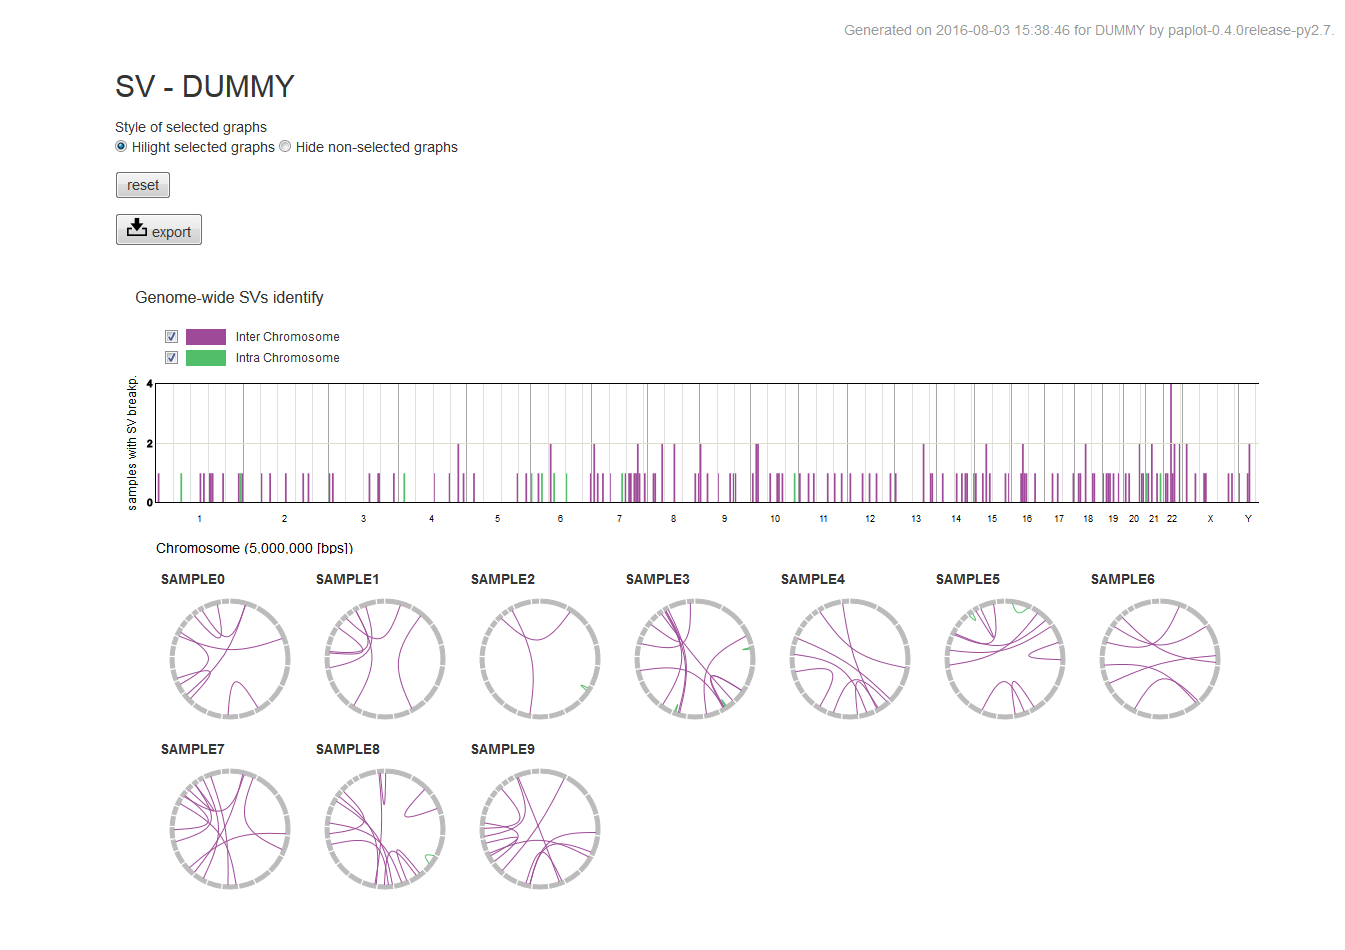 Generated on 2016-08-03 15:38:46 for DUMMY by paplot-0.4.0release-py2.7.
SV - DUMMY
Style of selected graphs
Hilight selected graphs Hide non-selected graphs
reset
export
Genome-wide SVs identify
Inter Chromosome
Intra Chromosome
samples with SV breakp.
4
2
0
1 2 3 4 5 6 7 8 9 10 11 12 13 14 15 16 17 18 19 20 21 22 X Y
Chromosome (5,000,000 [bps])
SAMPLE0 SAMPLE1 SAMPLE2 SAMPLE3 SAMPLE4 SAMPLE5 SAMPLE6
SAMPLE7 SAMPLE8 SAMPLE9